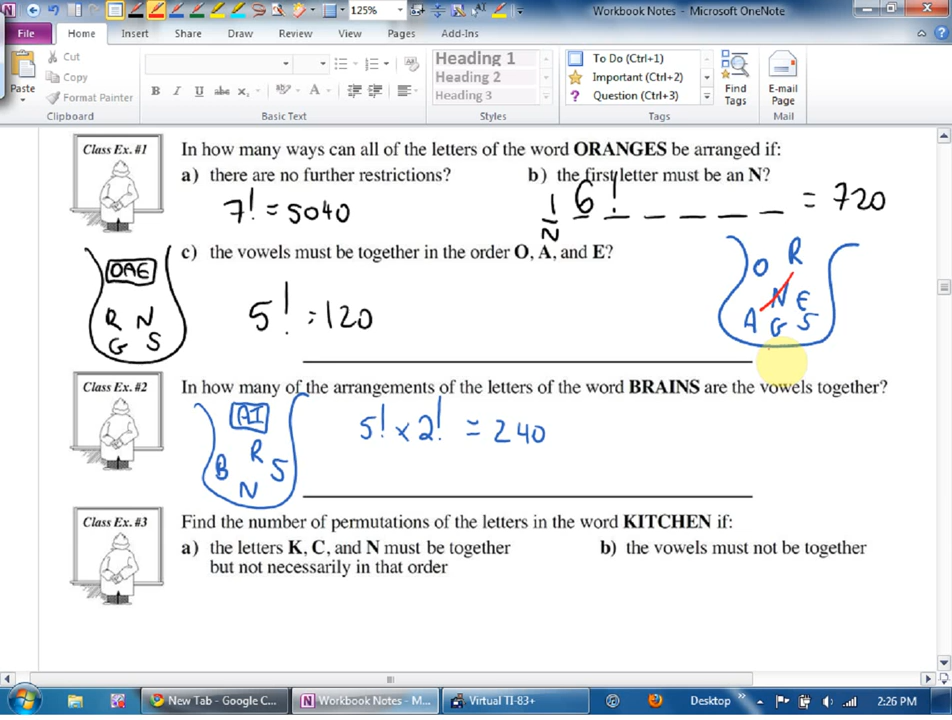 125%
Workbook Notes - Microsoft OneNote
File Home Insert Share Draw Review View Pages Add-Ins
Paste
Cut
Copy
Format Painter
Clipboard
B I U abc x₂ A
Basic Text
Heading 1
Heading 2
Heading 3
Styles
To Do (Ctrl+1)
Important (Ctrl+2)
Question (Ctrl+3)
Find Tags
Tags
E-mail Page
Mail
Class Ex. #1
In how many ways can all of the letters of the word ORANGES be arranged if:
a) there are no further restrictions?
b) the first letter must be an N?
7! = 5040
1 6! = 720
N
c) the vowels must be together in the order O, A, and E?
OAE
R N
G S
5! = 120
O R
N E
A G S
Class Ex. #2
In how many of the arrangements of the letters of the word BRAINS are the vowels together?
AI
R
B S
N
5! × 2! = 240
Class Ex. #3
Find the number of permutations of the letters in the word KITCHEN if:
a) the letters K, C, and N must be together
but not necessarily in that order
b) the vowels must not be together
New Tab - Google C...
Workbook Notes - M...
Virtual TI-83+
Desktop
2:26 PM